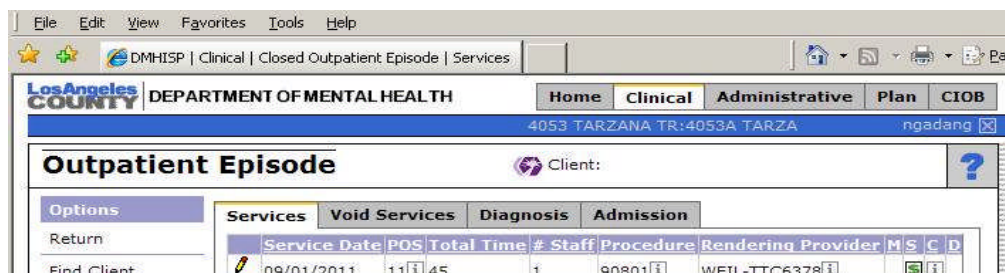 File Edit View Favorites Tools Help
DMHISP | Clinical | Closed Outpatient Episode | Services
LosAngeles COUNTY DEPARTMENT OF MENTAL HEALTH Home Clinical Administrative Plan CIOB
4053 TARZANA TR:4053A TARZA ngadang
Outpatient Episode Client: ?
Options Services Void Services Diagnosis Admission
Return Service Date POS Total Time # Staff Procedure Rendering Provider M S C D
Find Client 09/01/2011 11 i 45 1 90801 i WEIL-TTC6378 i S i